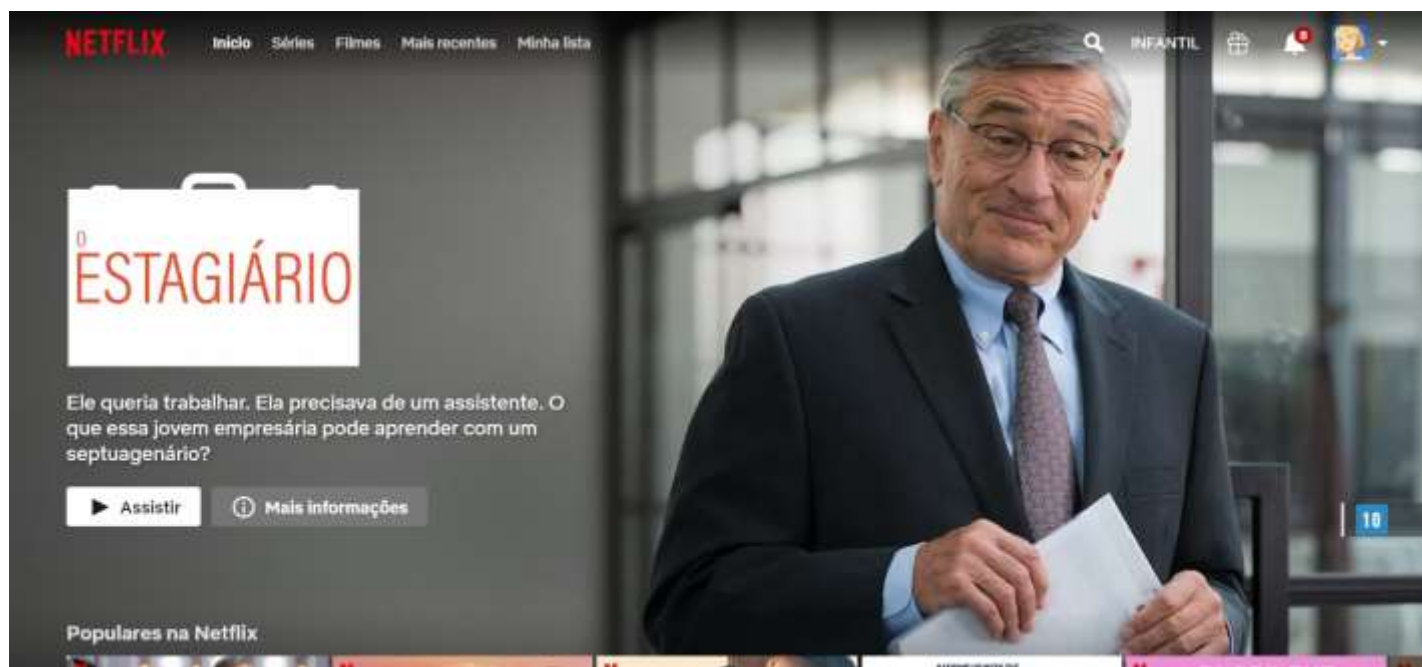 NETFLIX Início Séries Filmes Mais recentes Minha lista INFANTIL 8
O
ESTAGIÁRIO
Ele queria trabalhar. Ela precisava de um assistente. O
que essa jovem empresária pode aprender com um
septuagenário?
Assistir Mais informações
10
Populares na Netflix